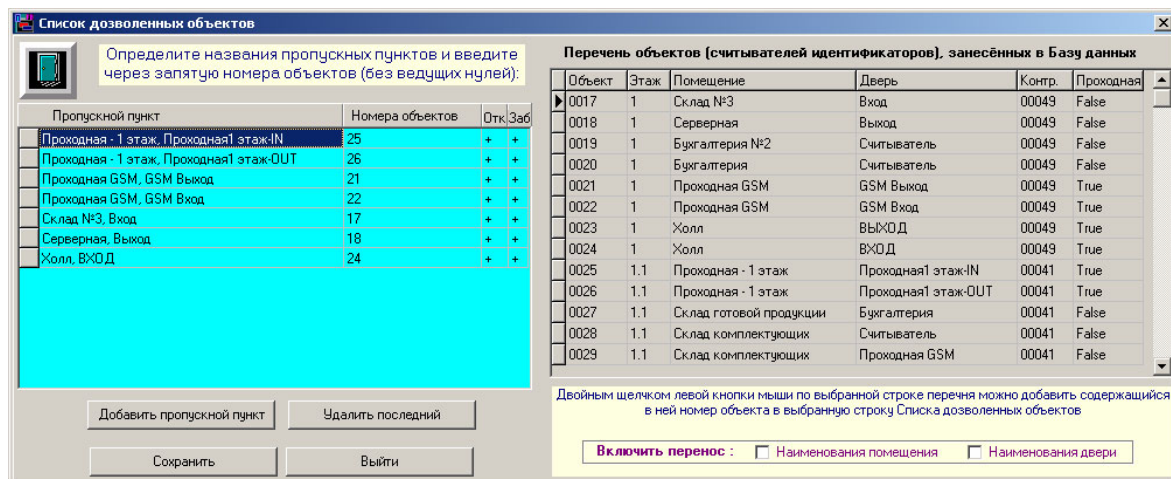 Список дозволенных объектов
Определите названия пропускных пунктов и введите
через запятую номера объектов (без ведущих нулей):
Пропускной пункт Номера объектов Отк Заб
Проходная - 1 этаж, Проходная1 этаж-IN 25 + +
Проходная - 1 этаж, Проходная1 этаж-OUT 26 + +
Проходная GSM, GSM Выход 21 + +
Проходная GSM, GSM Вход 22 + +
Склад №3, Вход 17 + +
Серверная, Выход 18 + +
Холл, ВХОД 24 + +
Добавить пропускной пункт Удалить последний
Сохранить Выйти
Перечень объектов (считывателей идентификаторов), занесённых в Базу данных
Объект Этаж Помещение Дверь Контр. Проходная
0017 1 Склад №3 Вход 00049 False
0018 1 Серверная Выход 00049 False
0019 1 Бухгалтерия №2 Считыватель 00049 False
0020 1 Бухгалтерия Считыватель 00049 False
0021 1 Проходная GSM GSM Выход 00049 True
0022 1 Проходная GSM GSM Вход 00049 True
0023 1 Холл ВЫХОД 00049 True
0024 1 Холл ВХОД 00049 True
0025 1.1 Проходная - 1 этаж Проходная1 этаж-IN 00041 True
0026 1.1 Проходная - 1 этаж Проходная1 этаж-OUT 00041 True
0027 1.1 Склад готовой продукции Бухгалтерия 00041 False
0028 1.1 Склад комплектующих Считыватель 00041 False
0029 1.1 Склад комплектующих Проходная GSM 00041 False
Двойным щелчком левой кнопки мыши по выбранной строке перечня можно добавить содержащийся
в ней номер объекта в выбранную строку Списка дозволенных объектов
Включить перенос : Наименования помещения Наименования двери